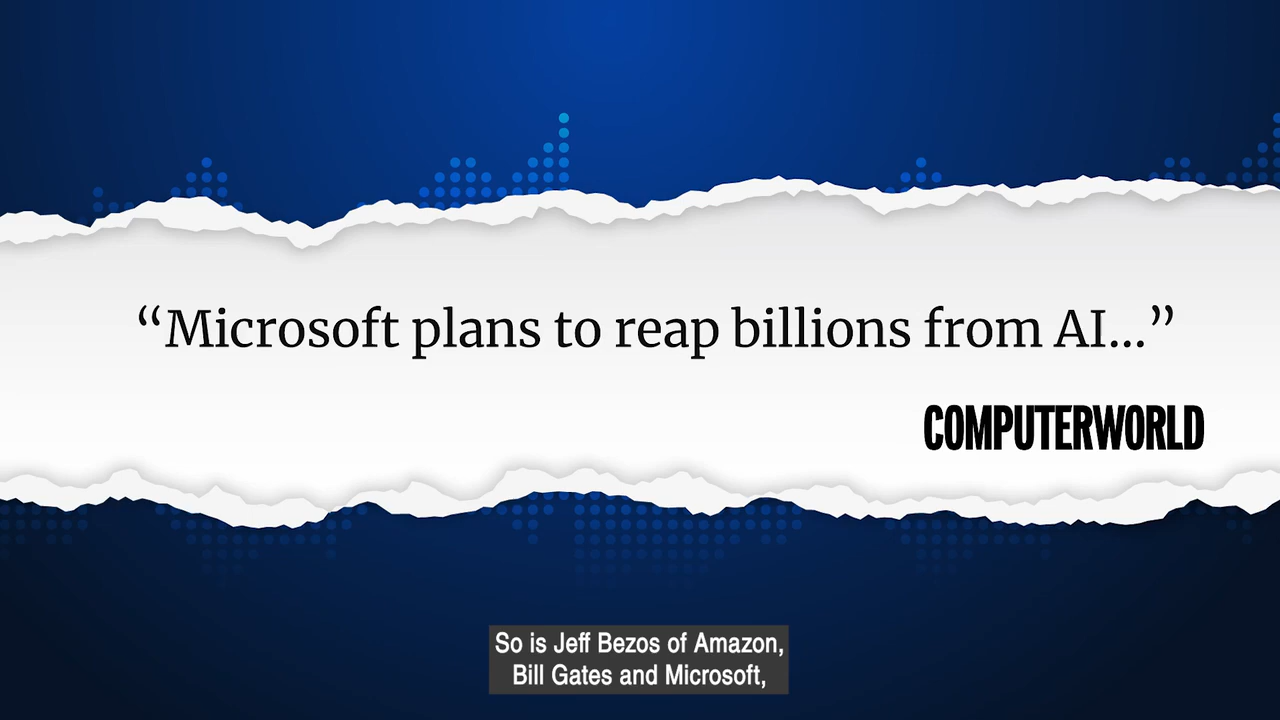 “Microsoft plans to reap billions from AI...”
COMPUTERWORLD
So is Jeff Bezos of Amazon,
Bill Gates and Microsoft,